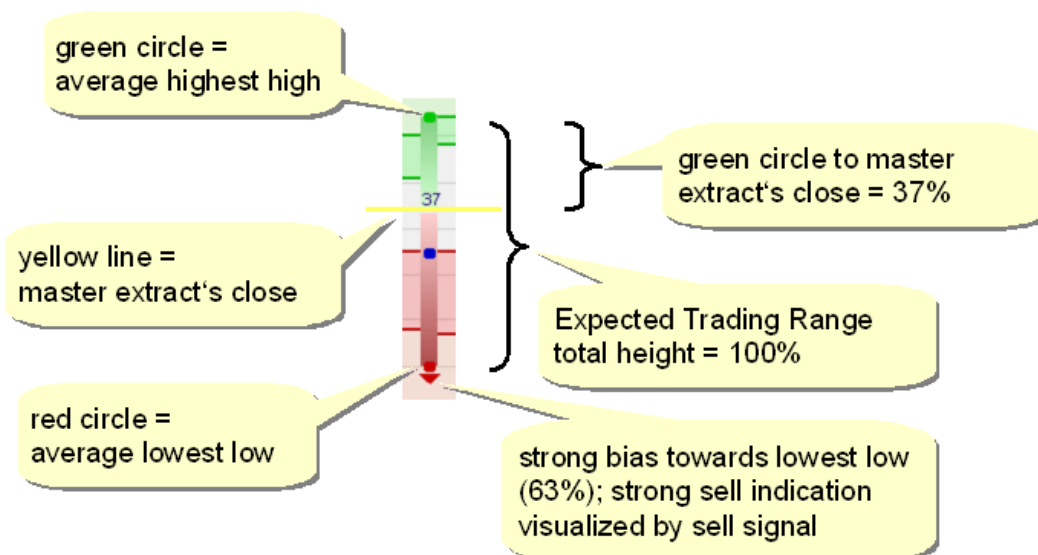 green circle =
average highest high
green circle to master
extract‘s close = 37%
37
yellow line =
master extract‘s close
Expected Trading Range
total height = 100%
red circle =
average lowest low
strong bias towards lowest low
(63%); strong sell indication
visualized by sell signal